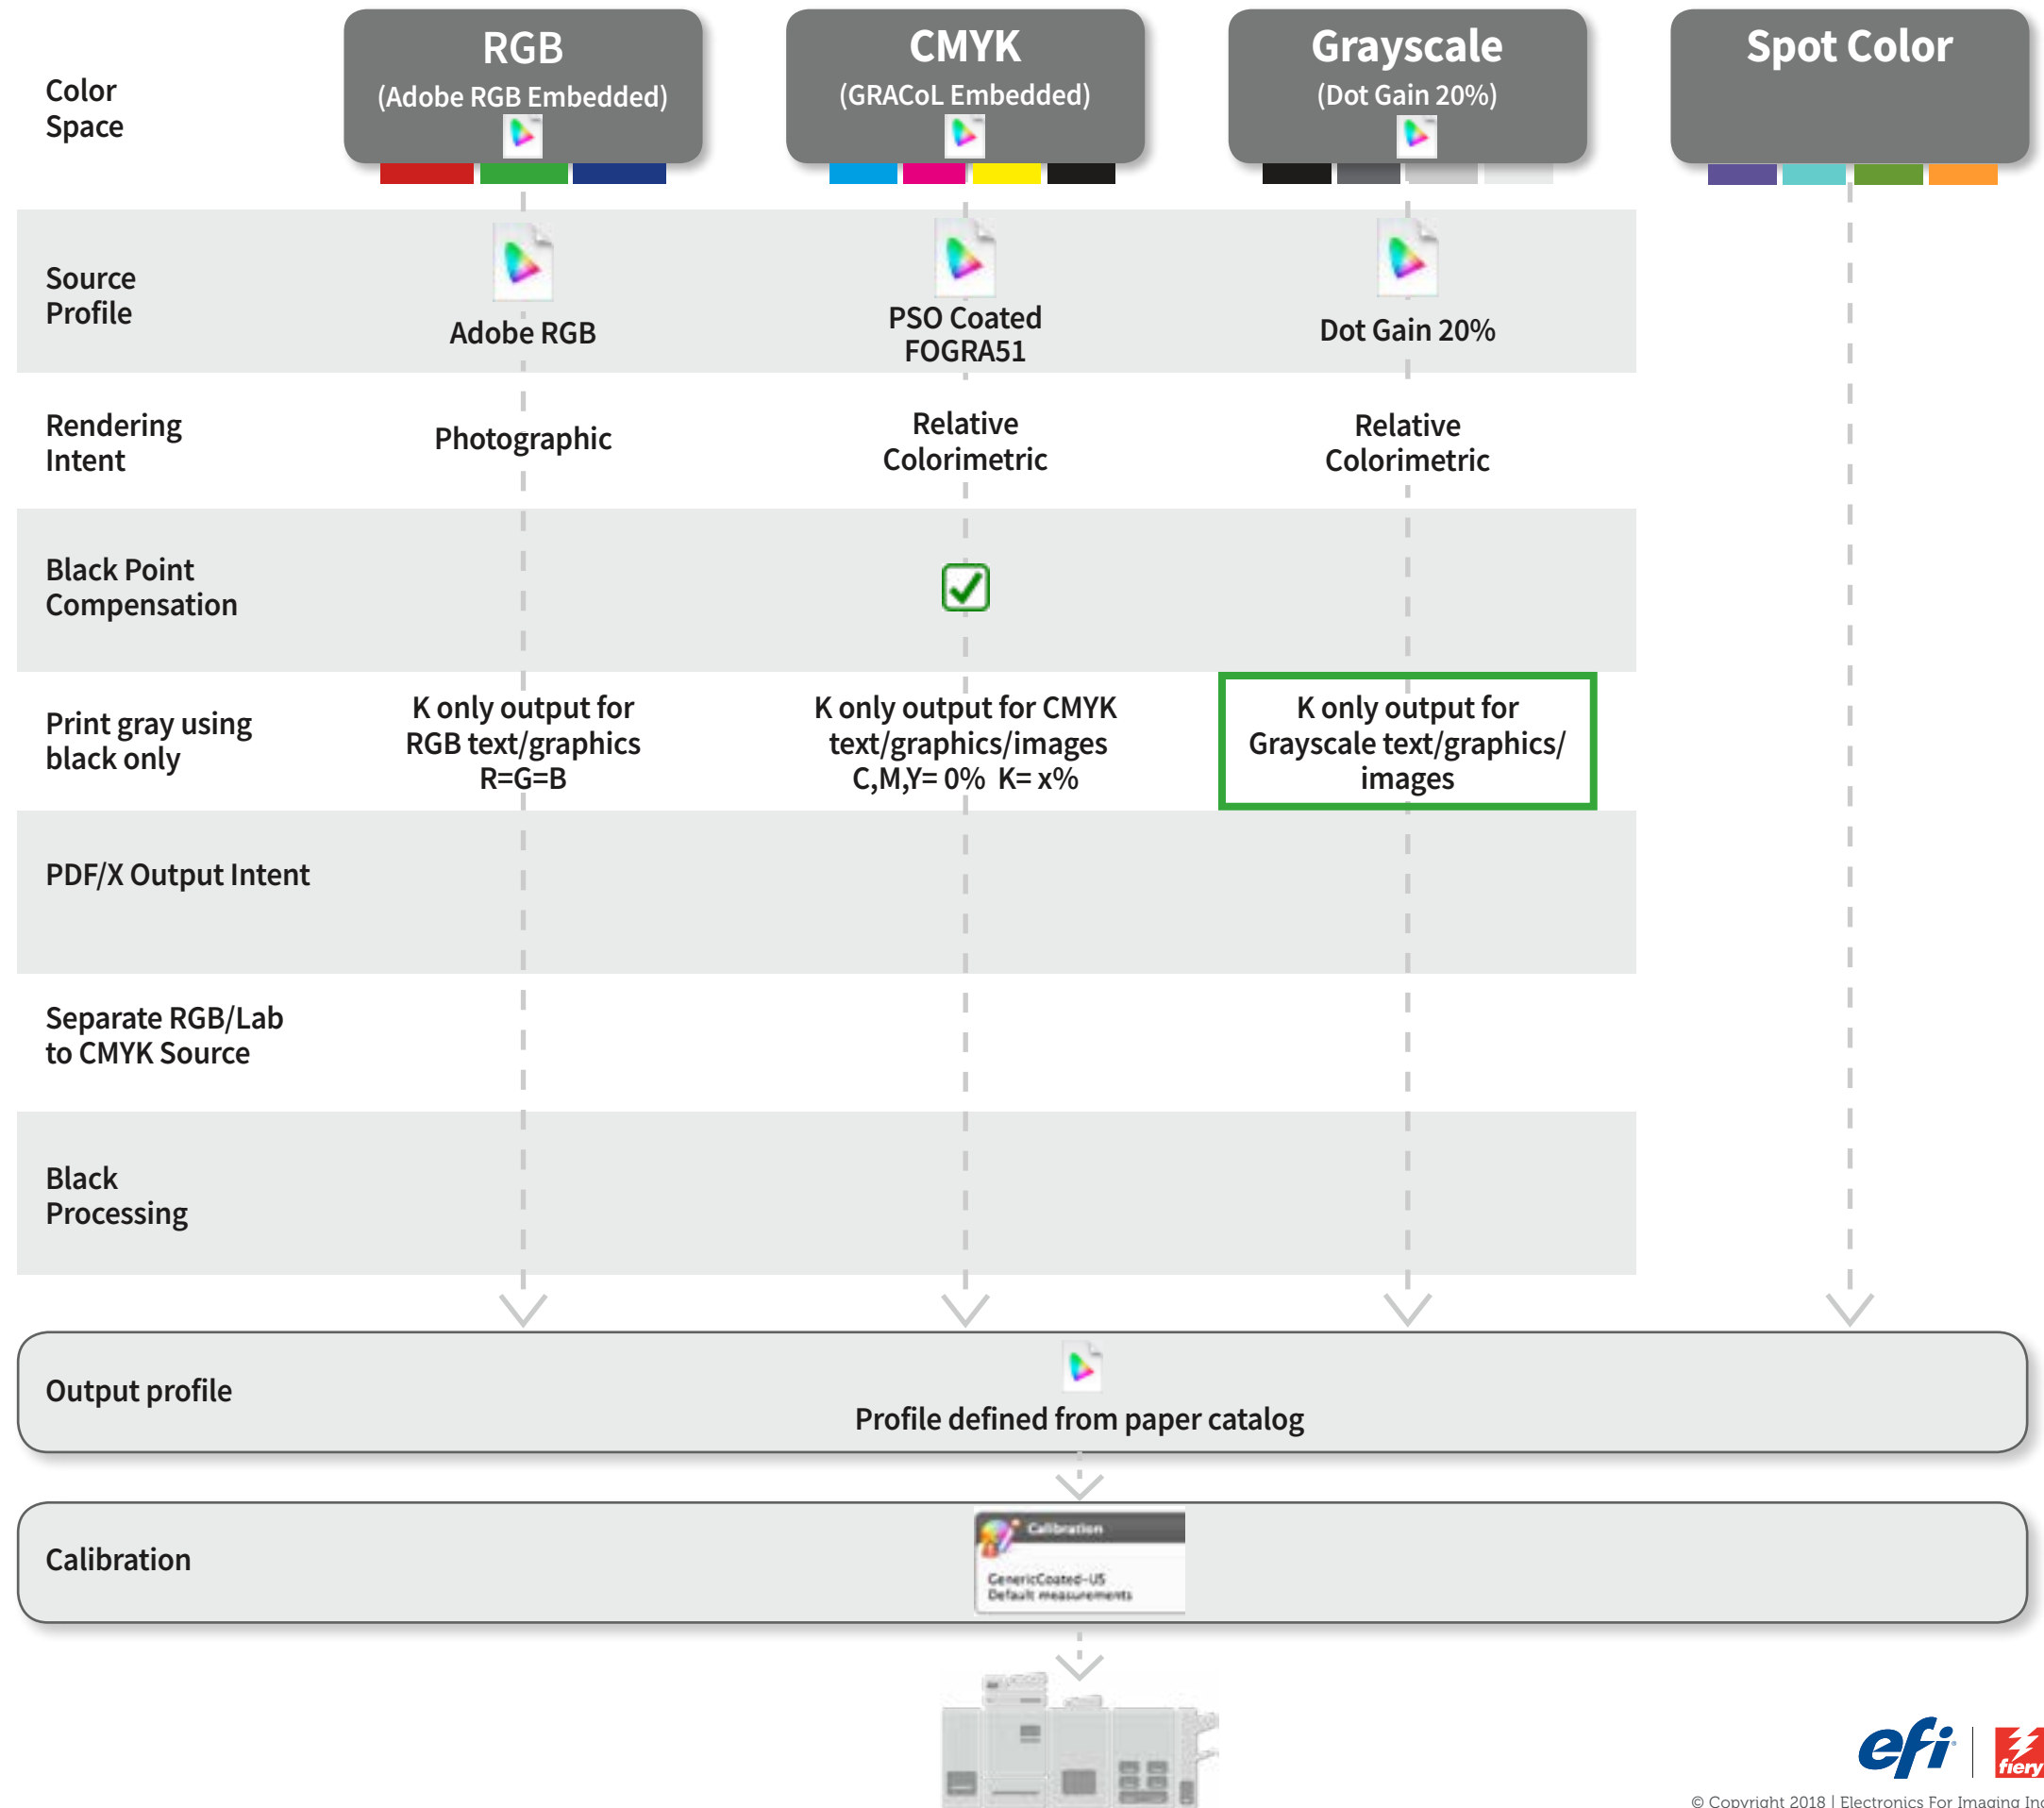 Color
Space
RGB
(Adobe RGB Embedded)
CMYK
(GRACoL Embedded)
Grayscale
(Dot Gain 20%)
Spot Color
Source
Profile
Adobe RGB
PSO Coated
FOGRA51
Dot Gain 20%
Rendering
Intent
Photographic
Relative
Colorimetric
Relative
Colorimetric
Black Point
Compensation
Print gray using
black only
K only output for
RGB text/graphics
R=G=B
K only output for CMYK
text/graphics/images
C,M,Y= 0% K= x%
K only output for
Grayscale text/graphics/
images
PDF/X Output Intent
Separate RGB/Lab
to CMYK Source
Black
Processing
Output profile
Profile defined from paper catalog
Calibration
Calibration
GenericCoated-US
Default measurements
efi
fiery
© Copyright 2018 | Electronics For Imaging Inc